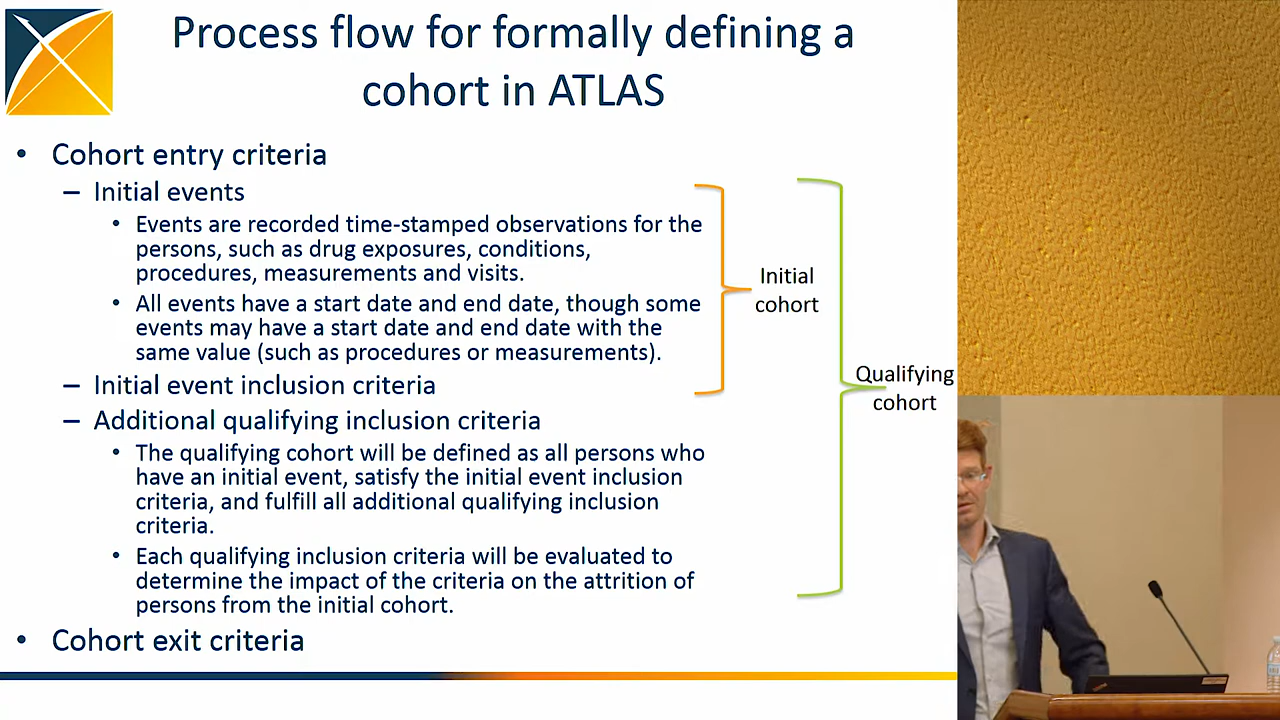 Process flow for formally defining a
cohort in ATLAS
• Cohort entry criteria
– Initial events
• Events are recorded time-stamped observations for the
persons, such as drug exposures, conditions,
procedures, measurements and visits.
• All events have a start date and end date, though some
events may have a start date and end date with the
same value (such as procedures or measurements).
– Initial event inclusion criteria
– Additional qualifying inclusion criteria
• The qualifying cohort will be defined as all persons who
have an initial event, satisfy the initial event inclusion
criteria, and fulfill all additional qualifying inclusion
criteria.
• Each qualifying inclusion criteria will be evaluated to
determine the impact of the criteria on the attrition of
persons from the initial cohort.
• Cohort exit criteria
Initial
cohort
Qualifying
cohort